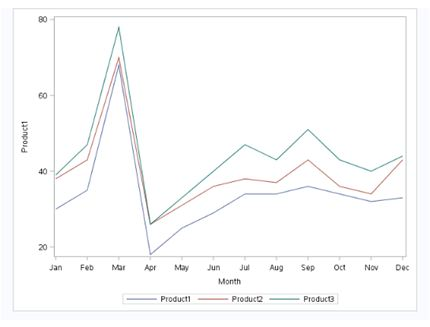 80
60
Product1
40
20
Jan Feb Mar Apr May Jun Jul Aug Sep Oct Nov Dec
Month
Product1 Product2 Product3